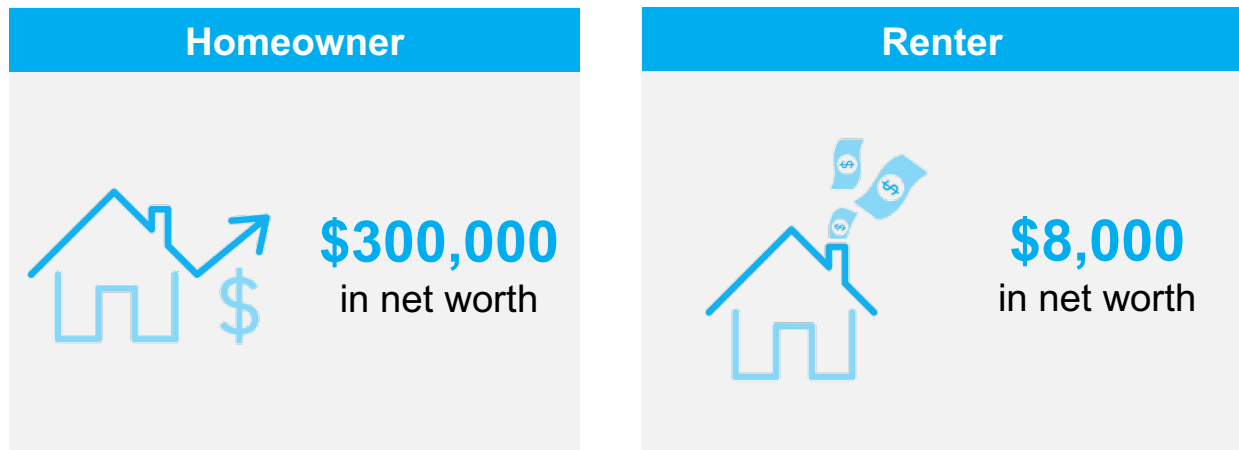 Homeowner
$300,000
in net worth
$
Renter
$
$
$
$8,000
in net worth